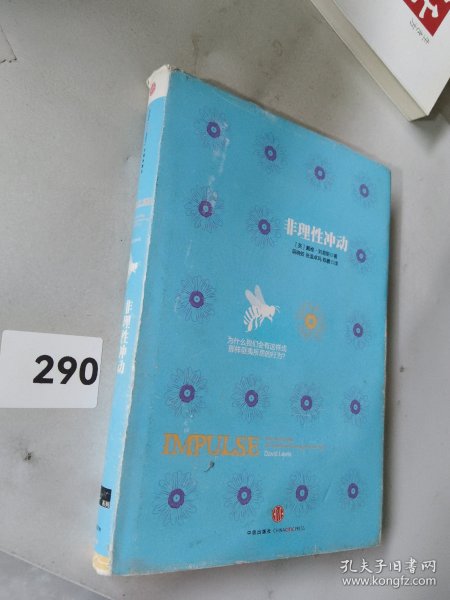 非理性冲动
为什么我们会有这样或
那样匪夷所思的行为?
IMPULSE
David Lewis
中信出版社 CHINACITICPRESS
非理性冲动
290
孔夫子旧书网
www.kongfz.com